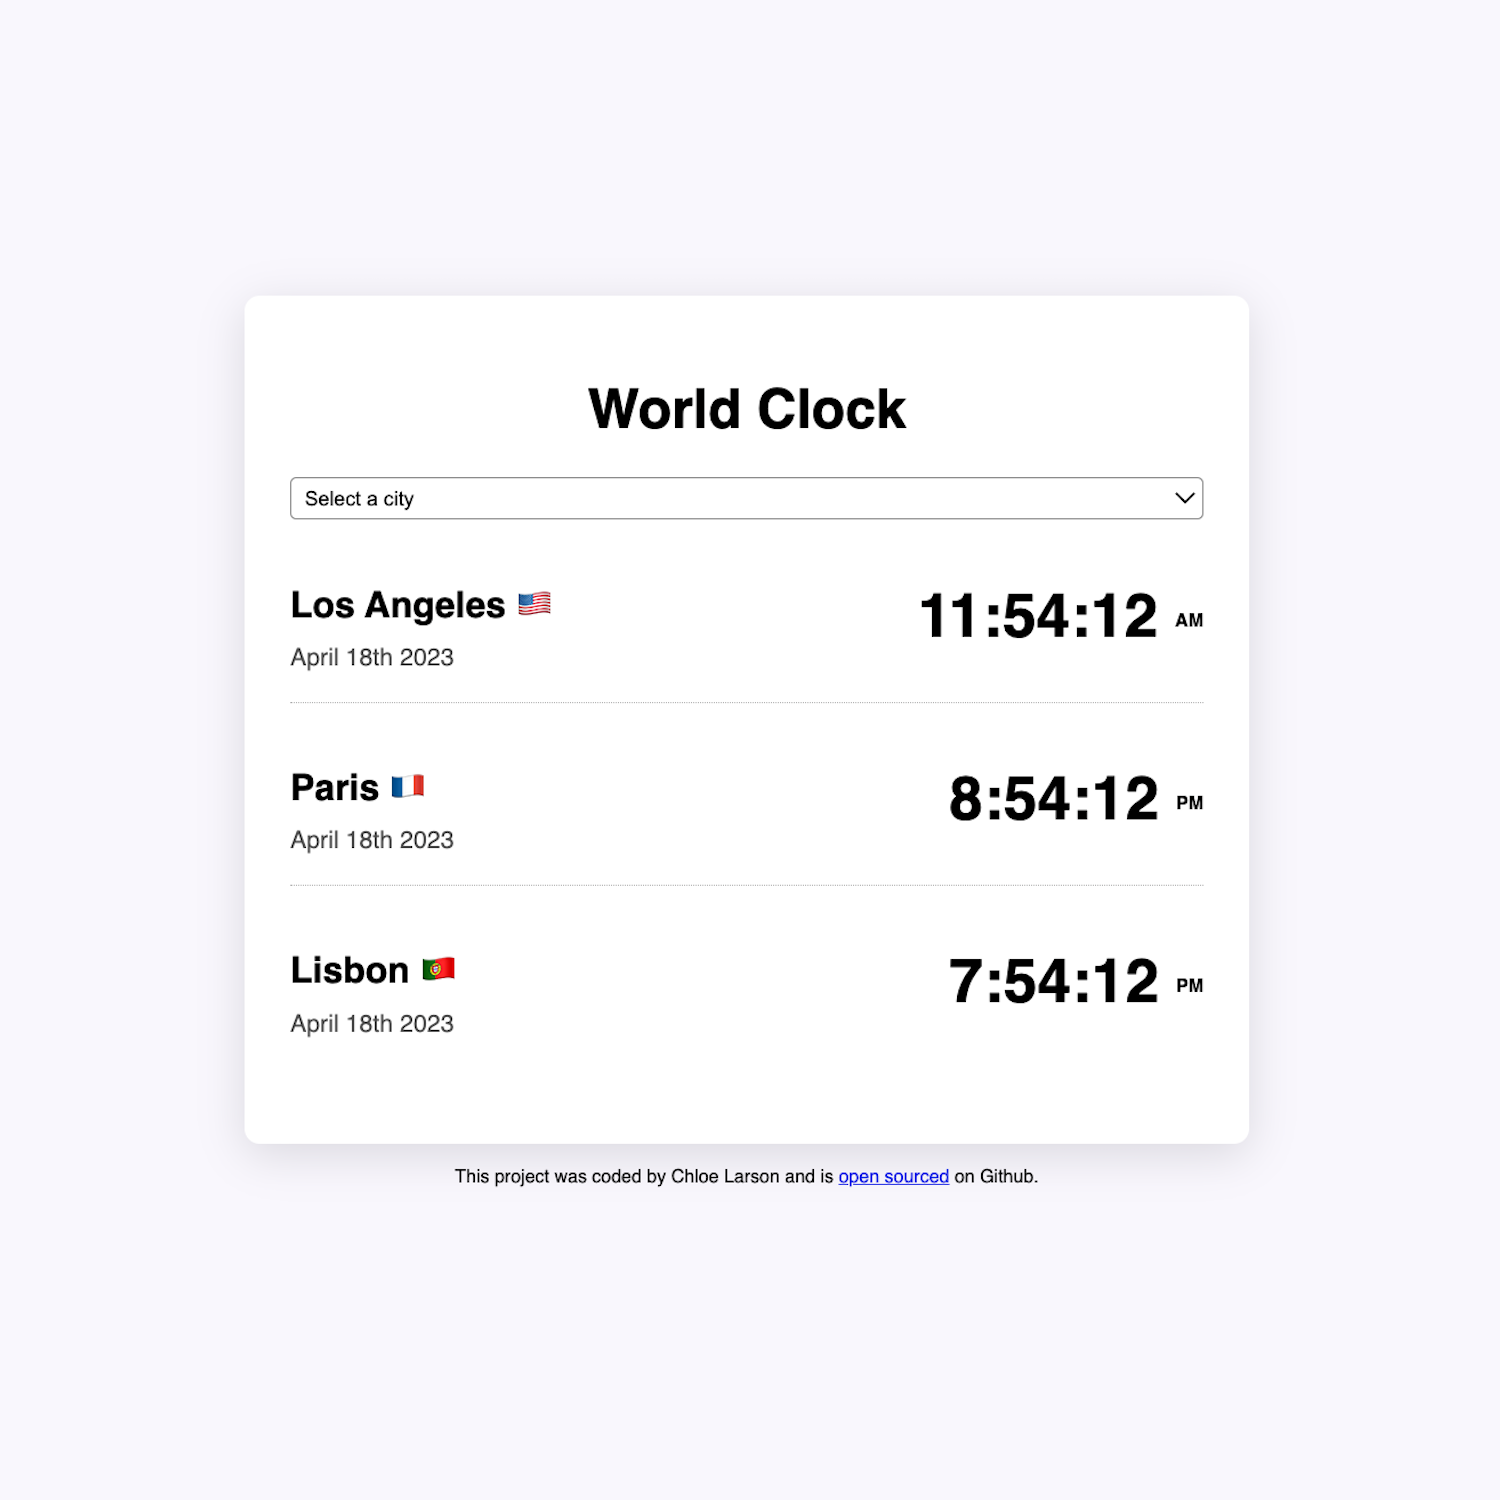 World Clock
Select a city
Los Angeles 🇺🇸
11:54:12 AM
April 18th 2023
Paris 🇫🇷
8:54:12 PM
April 18th 2023
Lisbon 🇵🇹
7:54:12 PM
April 18th 2023
This project was coded by Chloe Larson and is open sourced on Github.